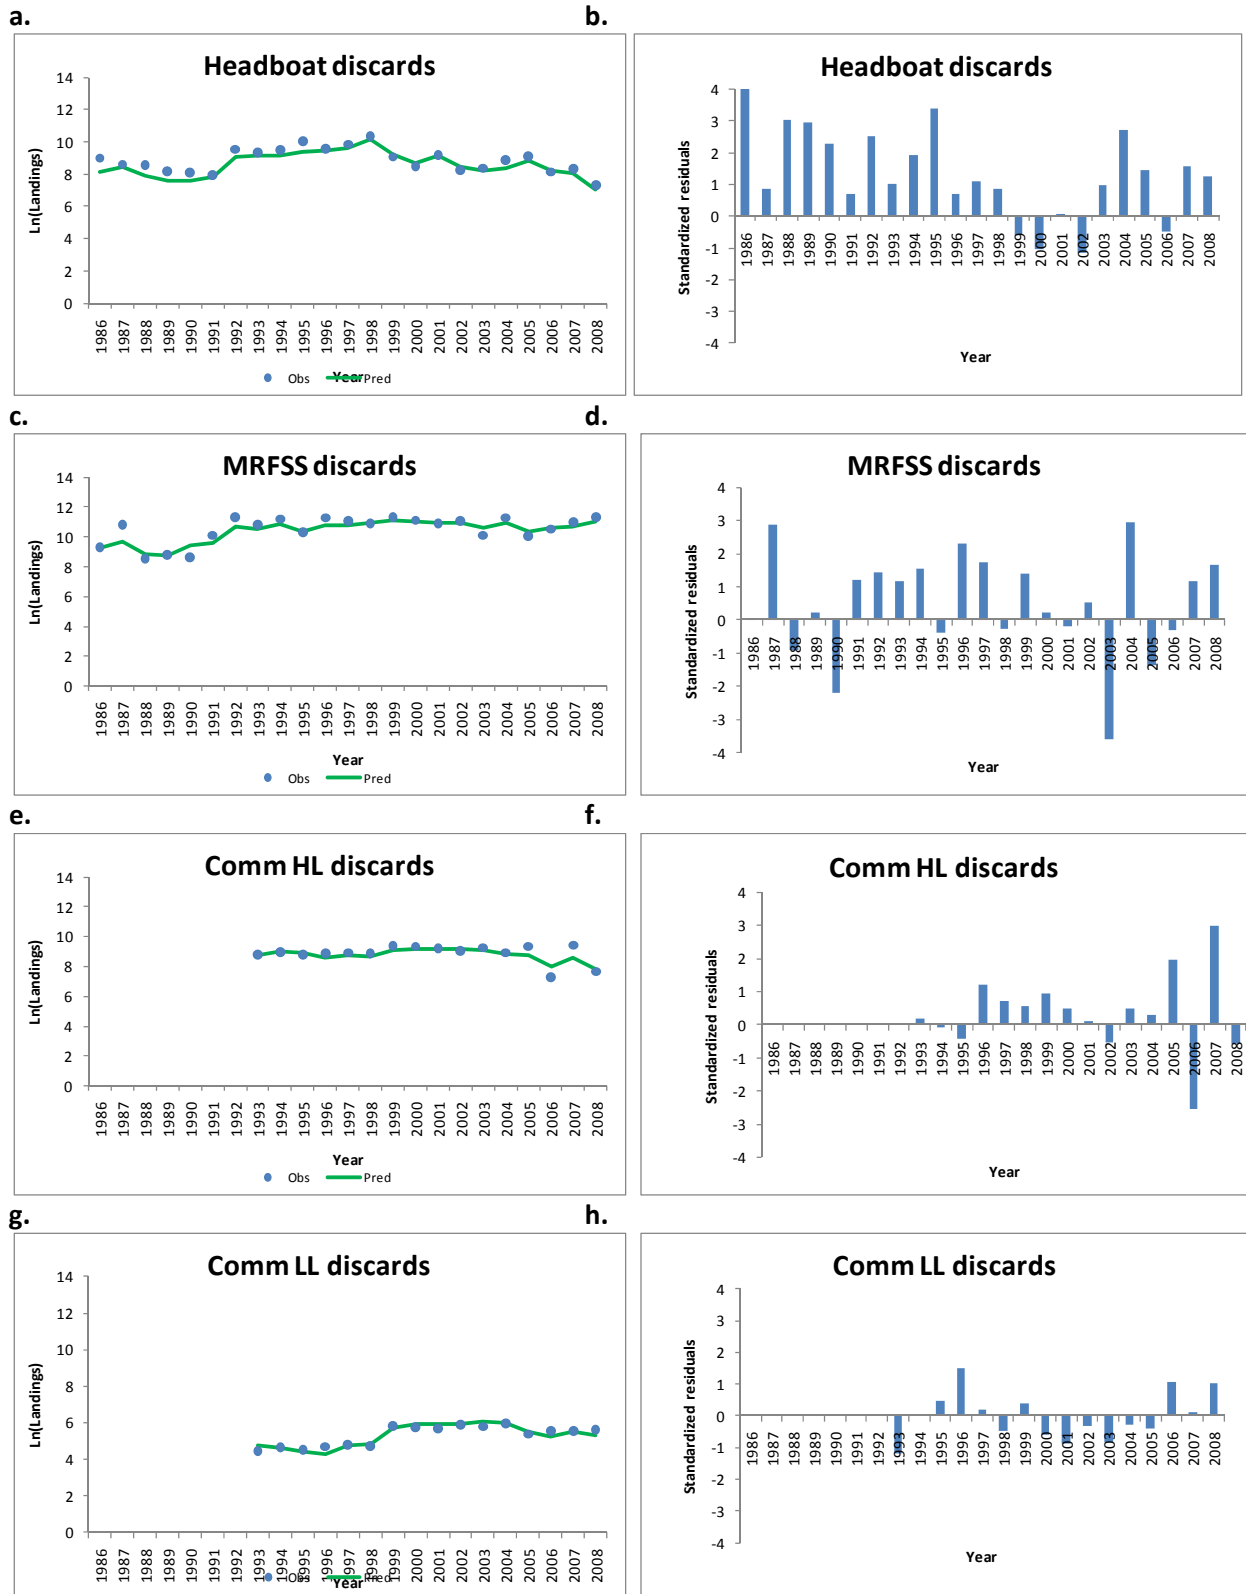 a.
b.
Headboat discards
14
12
10
8
6
4
2
0
Ln(Landings)
1986 1987 1988 1989 1990 1991 1992 1993 1994 1995 1996 1997 1998 1999 2000 2001 2002 2003 2004 2005 2006 2007 2008
Year
Obs Pred
Headboat discards
4
3
2
1
0
-1
-2
-3
-4
Standardized residuals
1986 1987 1988 1989 1990 1991 1992 1993 1994 1995 1996 1997 1998 1999 2000 2001 2002 2003 2004 2005 2006 2007 2008
Year
c.
d.
MRFSS discards
14
12
10
8
6
4
2
0
Ln(Landings)
1986 1987 1988 1989 1990 1991 1992 1993 1994 1995 1996 1997 1998 1999 2000 2001 2002 2003 2004 2005 2006 2007 2008
Year
Obs Pred
MRFSS discards
4
3
2
1
0
-1
-2
-3
-4
Standardized residuals
1986 1987 1988 1989 1990 1991 1992 1993 1994 1995 1996 1997 1998 1999 2000 2001 2002 2003 2004 2005 2006 2007 2008
Year
e.
f.
Comm HL discards
14
12
10
8
6
4
2
0
Ln(Landings)
1986 1987 1988 1989 1990 1991 1992 1993 1994 1995 1996 1997 1998 1999 2000 2001 2002 2003 2004 2005 2006 2007 2008
Year
Obs Pred
Comm HL discards
4
3
2
1
0
-1
-2
-3
-4
Standardized residuals
1986 1987 1988 1989 1990 1991 1992 1993 1994 1995 1996 1997 1998 1999 2000 2001 2002 2003 2004 2005 2006 2007 2008
Year
g.
h.
Comm LL discards
14
12
10
8
6
4
2
0
Ln(Landings)
1986 1987 1988 1989 1990 1991 1992 1993 1994 1995 1996 1997 1998 1999 2000 2001 2002 2003 2004 2005 2006 2007 2008
Year
Obs Pred
Comm LL discards
4
3
2
1
0
-1
-2
-3
-4
Standardized residuals
1986 1987 1988 1989 1990 1991 1992 1993 1994 1995 1996 1997 1998 1999 2000 2001 2002 2003 2004 2005 2006 2007 2008
Year